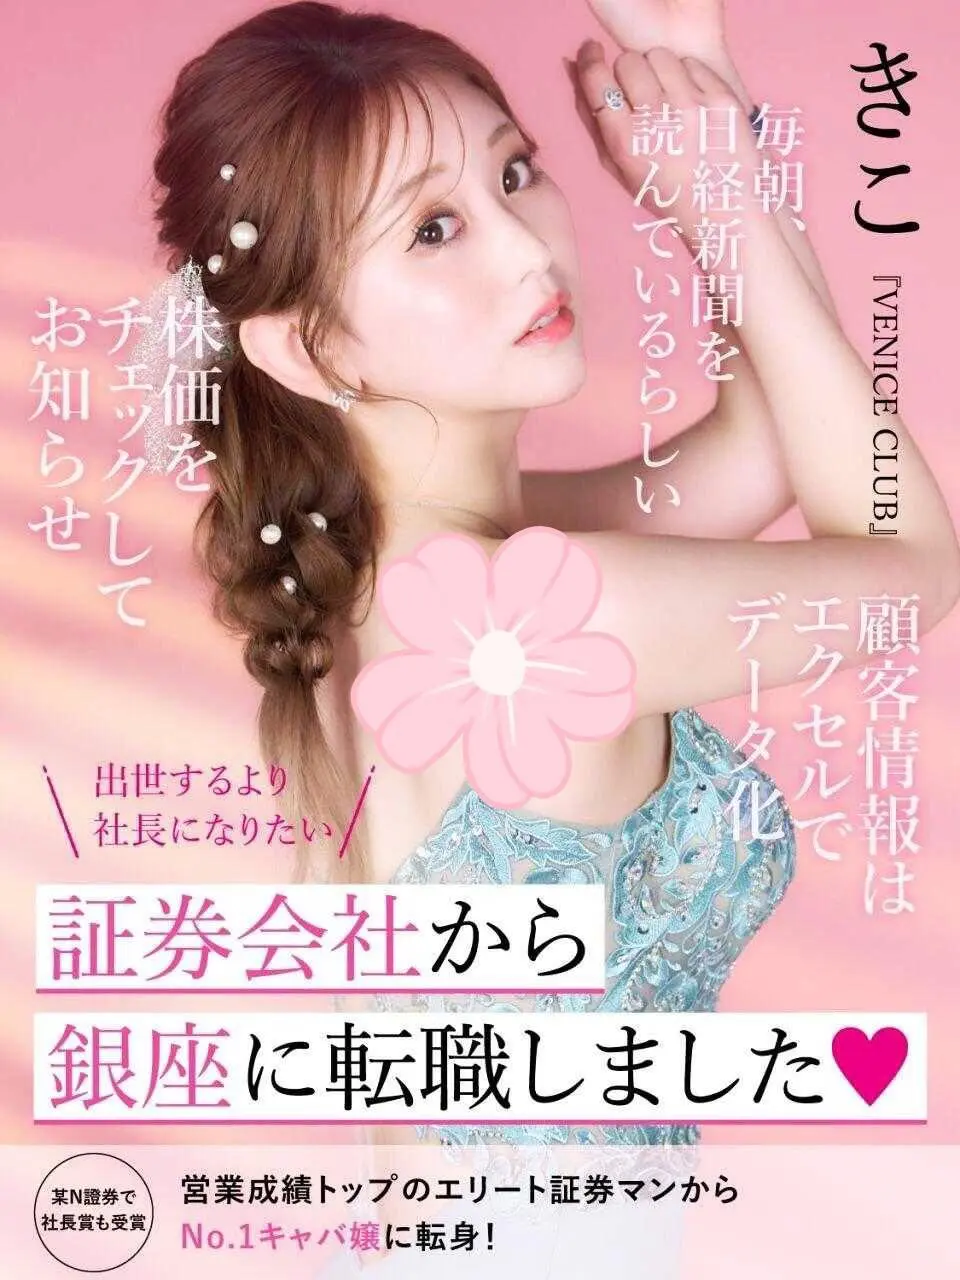 きこ
『VENICE CLUB』
毎朝、
日経新聞を
読んでいるらしい
株価を
チェックして
お知らせ
顧客情報は
エクセルで
データ化
出世するより
社長になりたい
証券会社から
銀座に転職しました♥
某N證券で
社長賞も受賞
営業成績トップのエリート証券マンから
No.1キャバ嬢に転身！